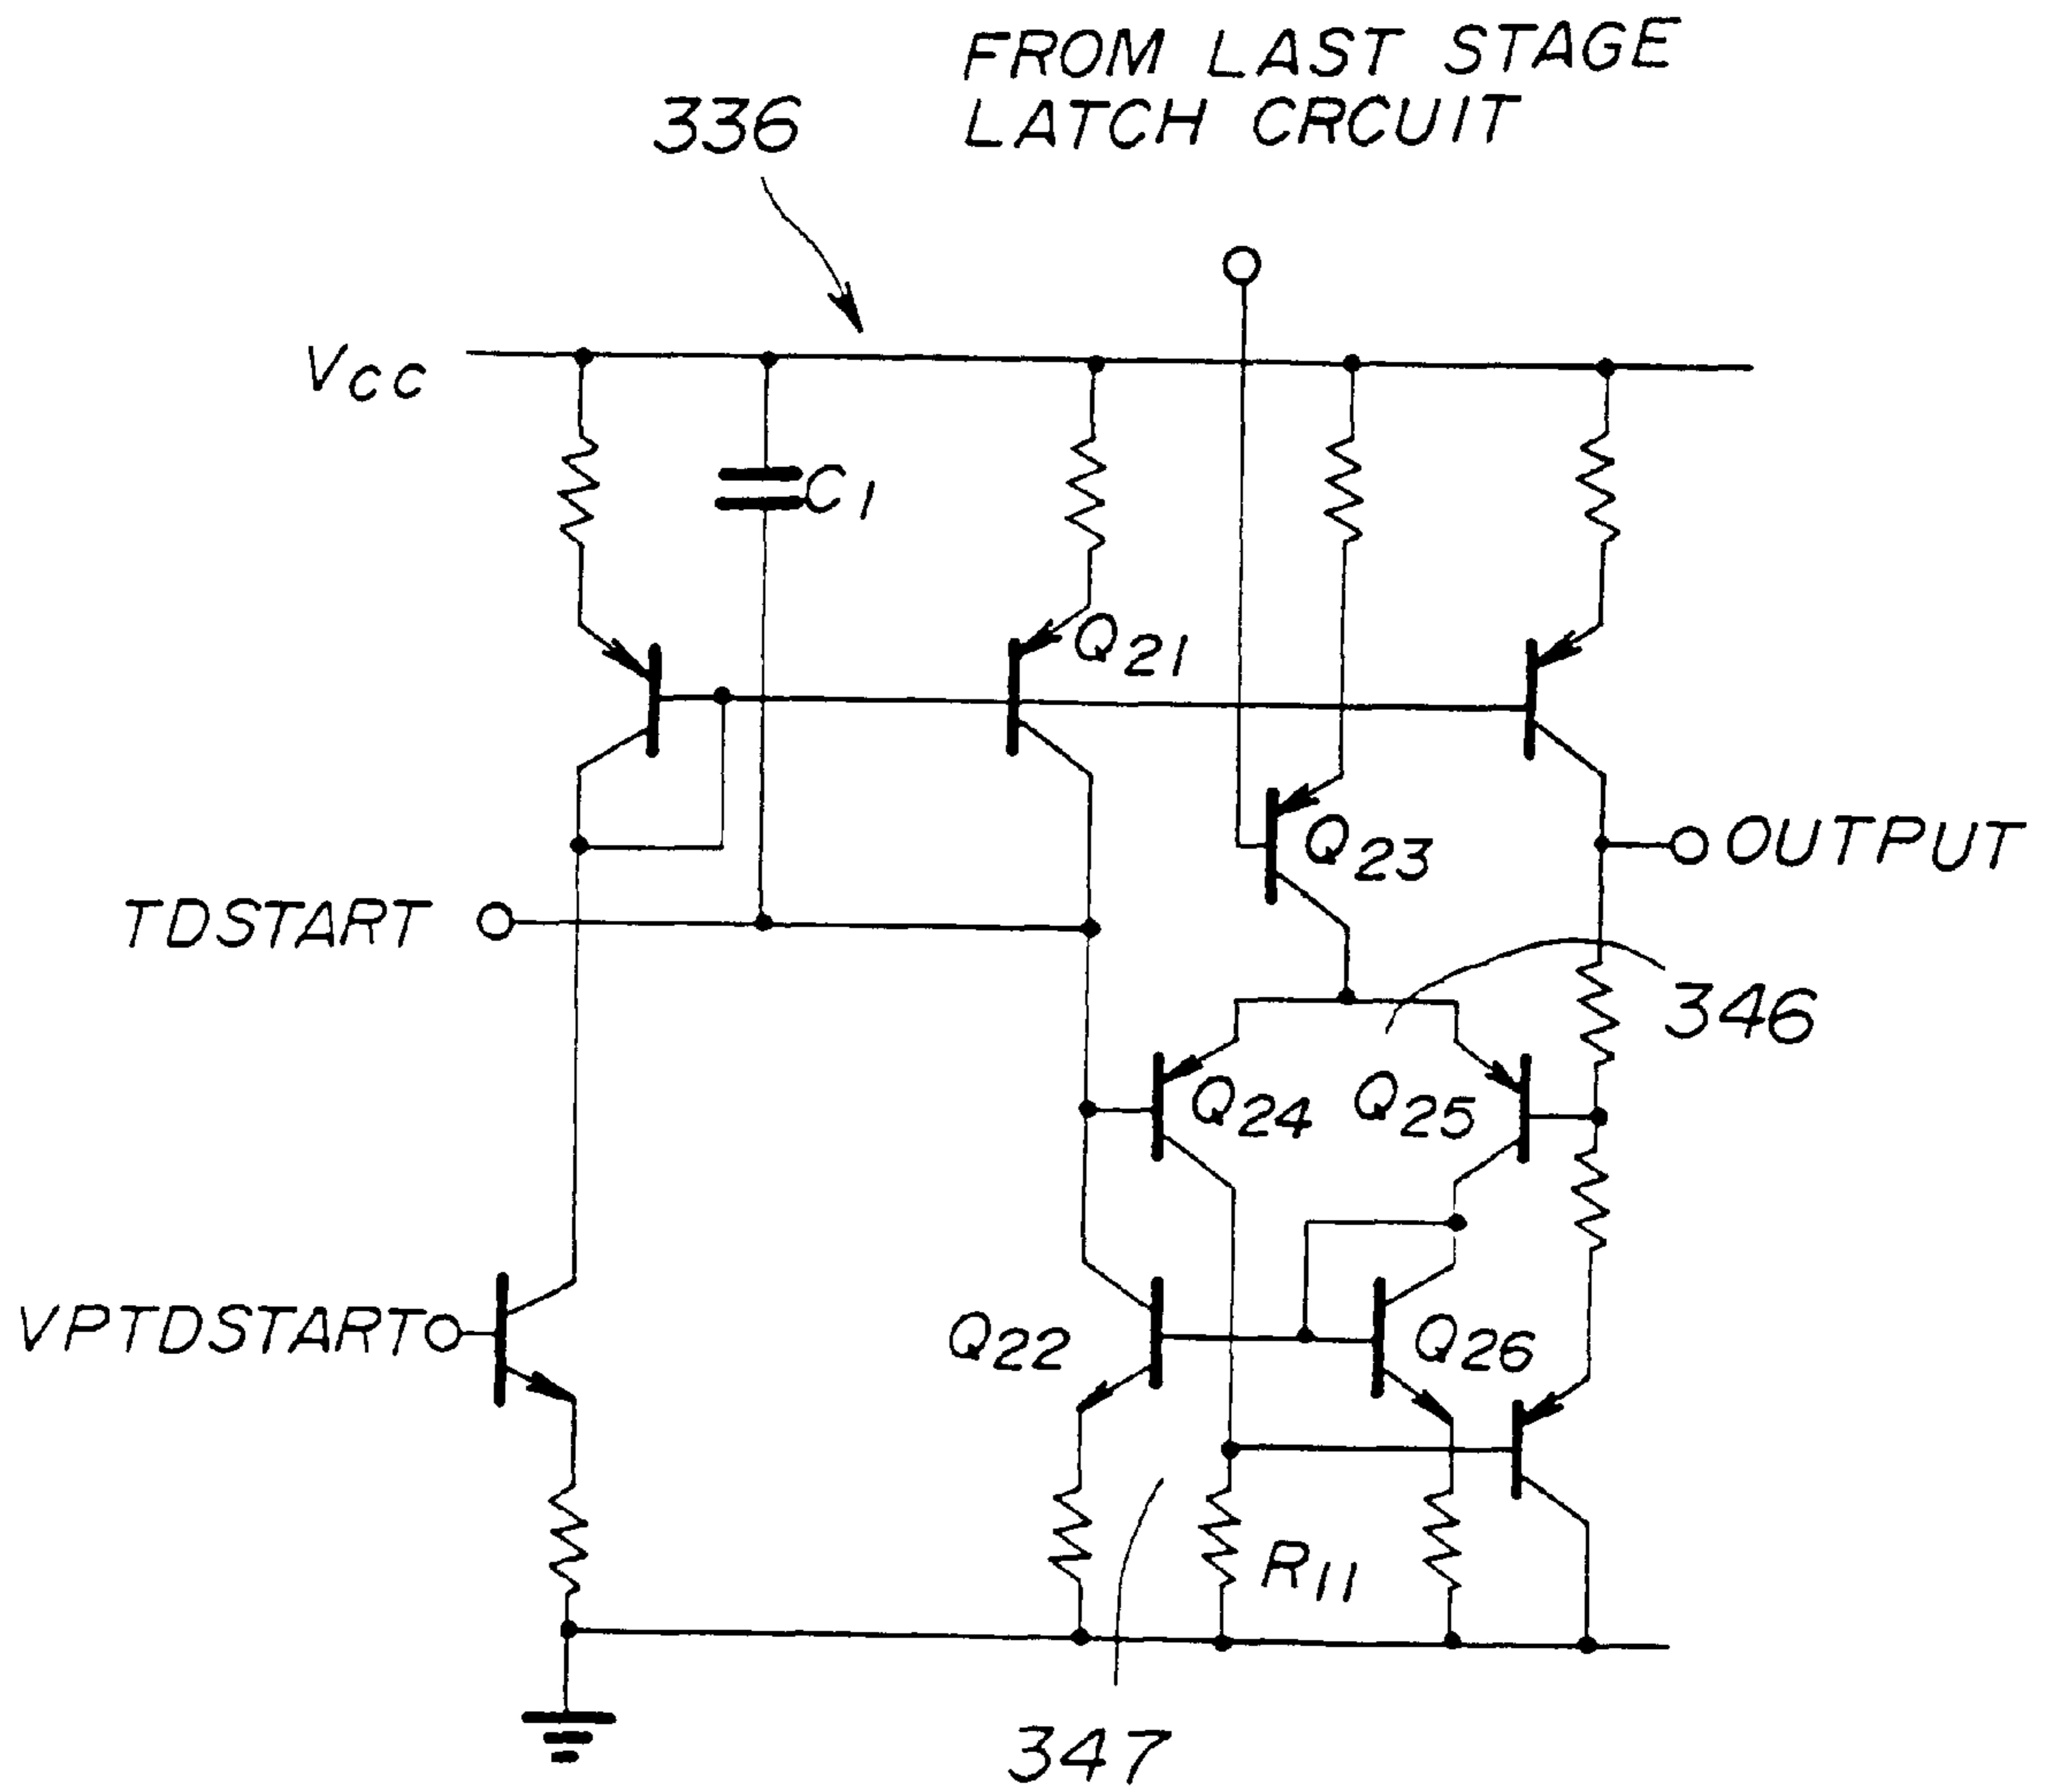 FROM LAST STAGE
LATCH CRCUIT
336
Vcc
C1
Q21
Q23
OUTPUT
TDSTART
346
Q24
Q25
VPTDSTART
Q22
Q26
R11
347